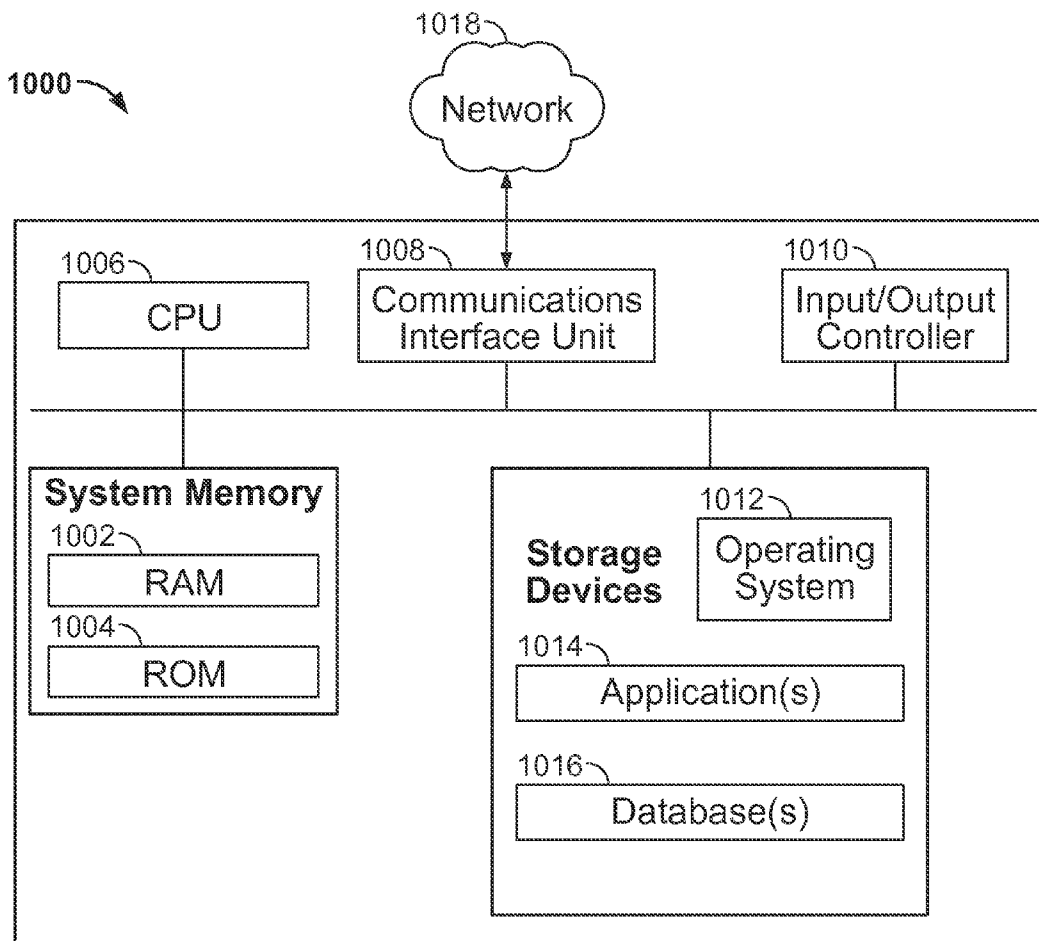 1018
1000
Network
1006
CPU
1008
Communications
Interface Unit
1010
Input/Output
Controller
System Memory
1002
RAM
1004
ROM
Storage
Devices
1012
Operating
System
1014
Application(s)
1016
Database(s)